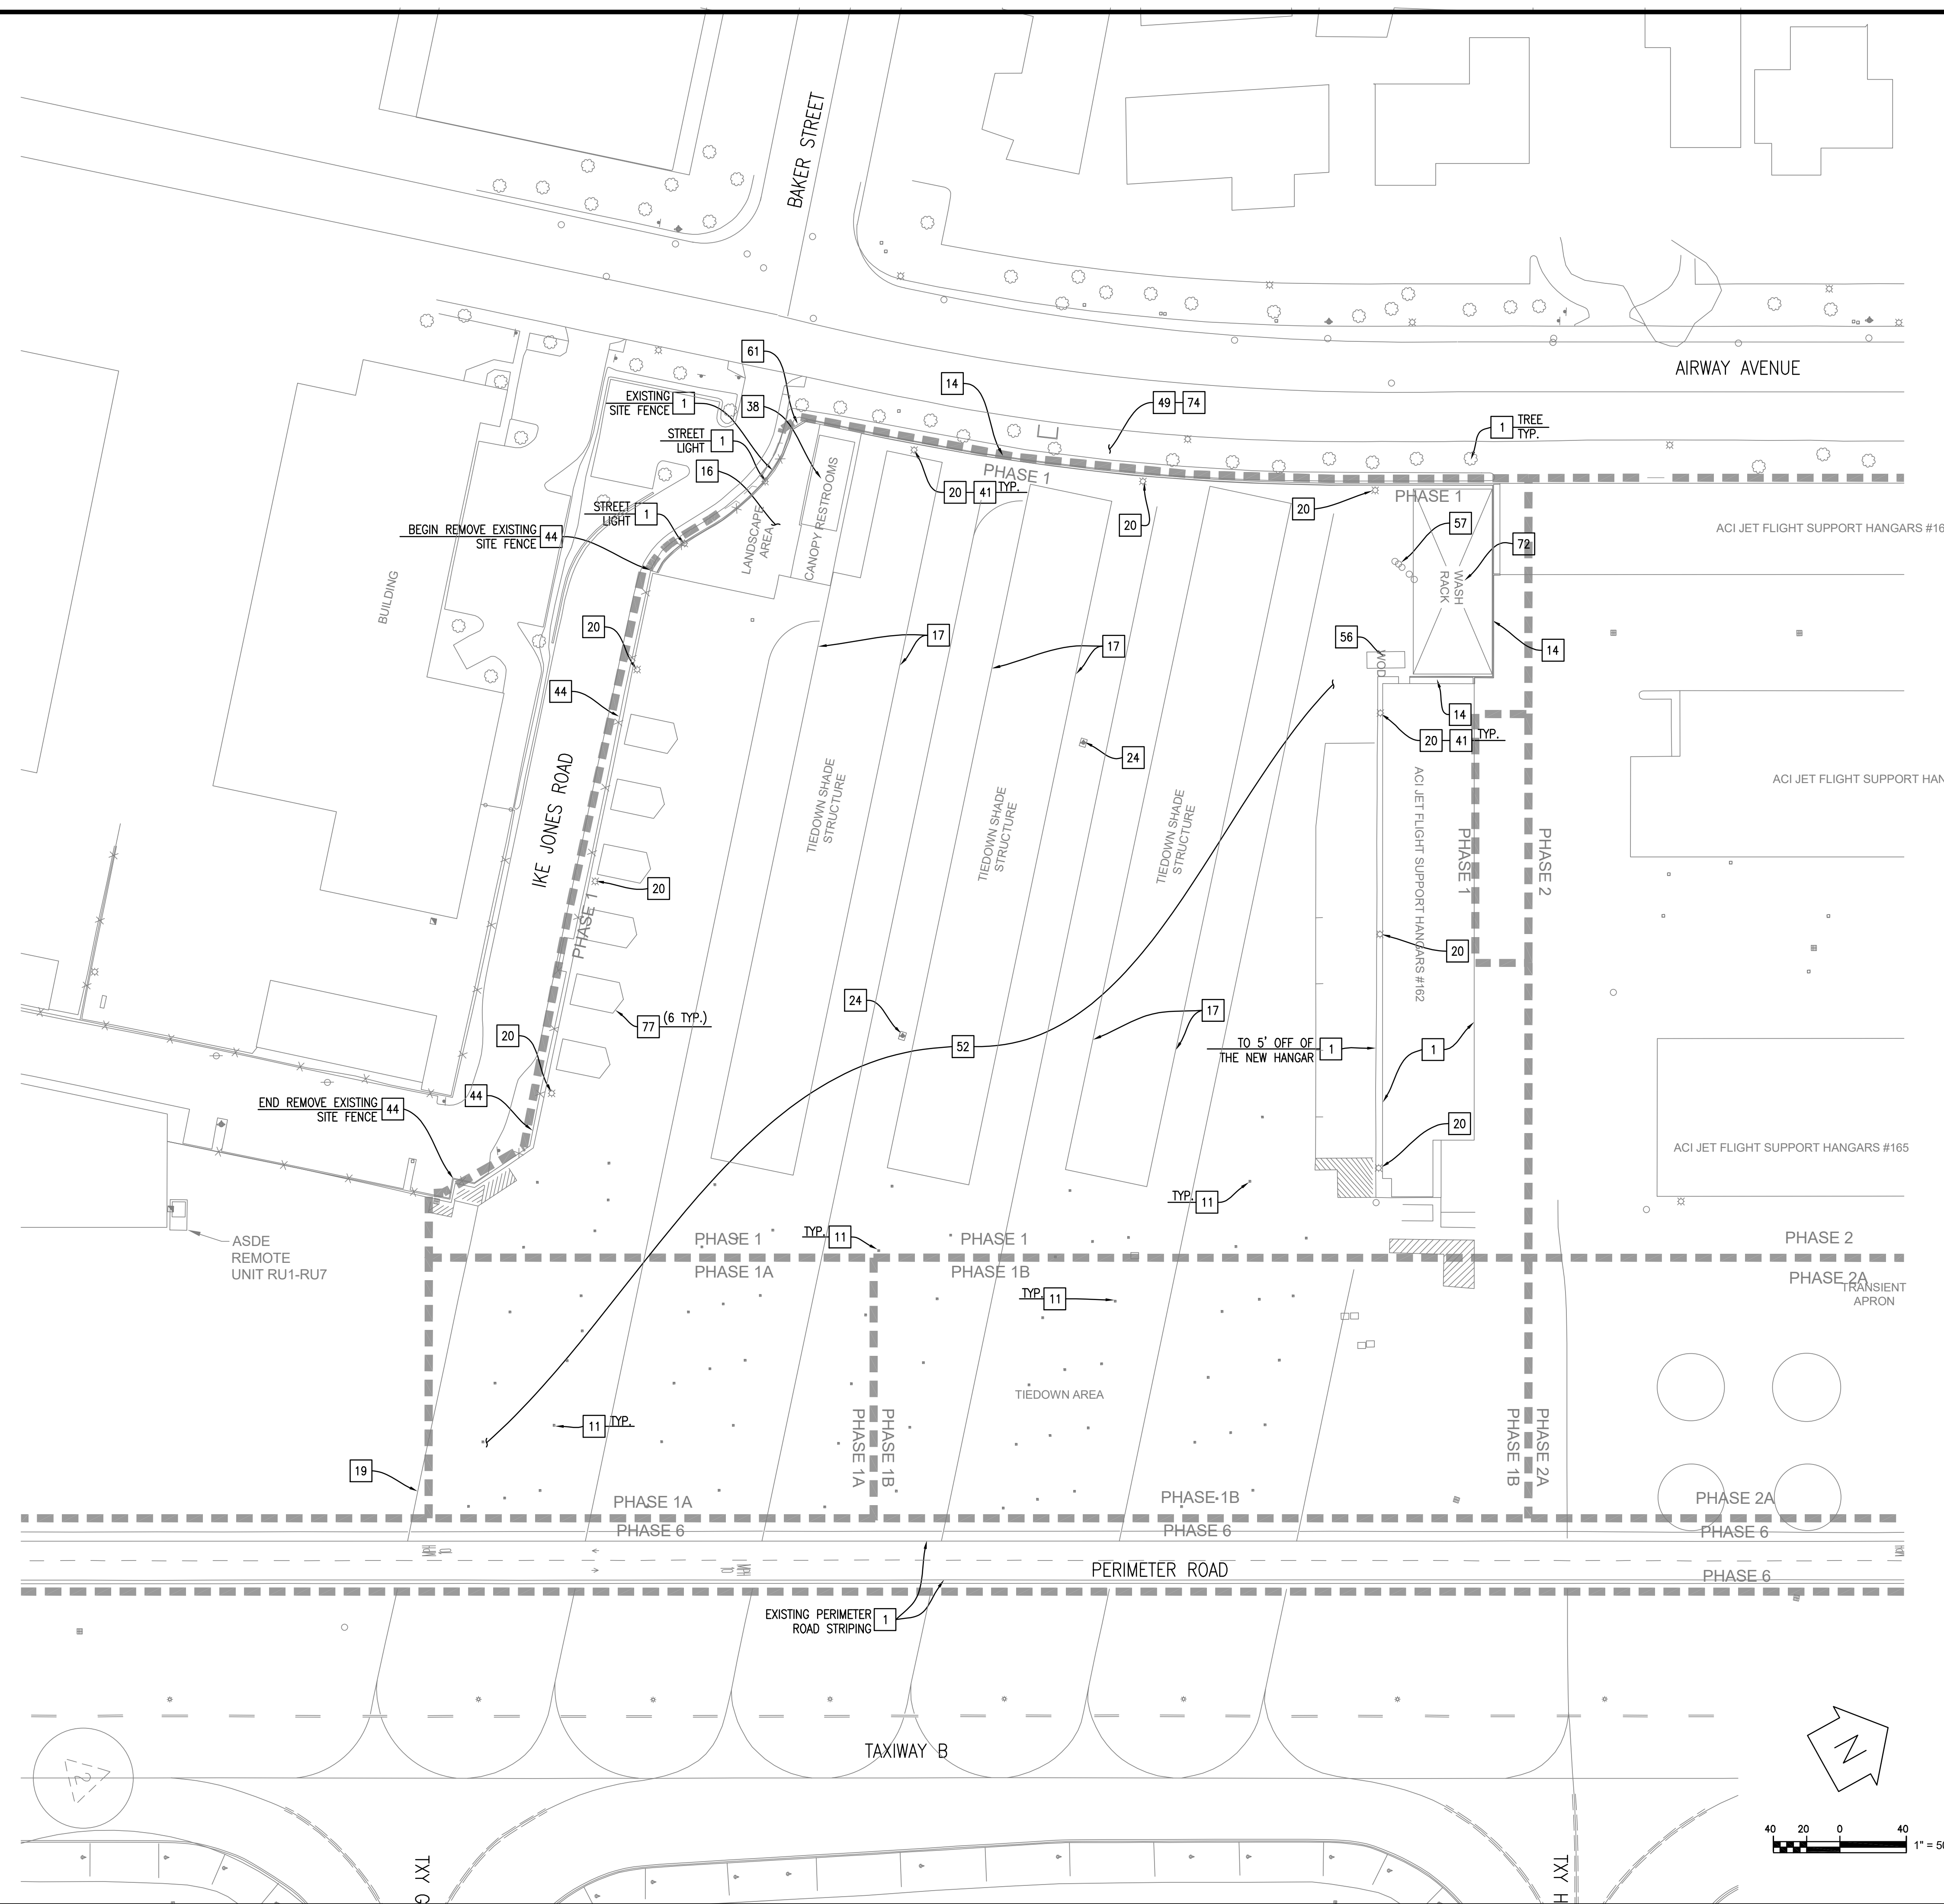 BAKER STREET
AIRWAY AVENUE
61
14
38
49
74
EXISTING
SITE FENCE
1
1
TREE
TYP.
STREET
LIGHT
1
16
PHASE 1
20
41
TYP.
20
20
PHASE 1
STREET
LIGHT
1
57
BEGIN REMOVE EXISTING
SITE FENCE
44
72
LANDSCAPE
AREA
CANOPY RESTROOMS
ACI JET FLIGHT SUPPORT HANGARS #16
BUILDING
WASH
RACK
20
17
17
56
14
WOD
44
14
20
41
TYP.
24
IKE JONES ROAD
TIEDOWN SHADE
STRUCTURE
TIEDOWN SHADE
STRUCTURE
TIEDOWN SHADE
STRUCTURE
ACI JET FLIGHT SUPPORT HANGARS #162
ACI JET FLIGHT SUPPORT HAN
PHASE 1
PHASE 2
20
PHASE 1
20
24
17
77
(6 TYP.)
20
52
TO 5' OFF OF
THE NEW HANGAR
1
1
END REMOVE EXISTING
SITE FENCE
44
44
20
ACI JET FLIGHT SUPPORT HANGARS #165
TYP.
11
ASDE
REMOTE
UNIT RU1-RU7
PHASE 1
TYP.
11
PHASE 1
PHASE 2
PHASE 1A
PHASE 1B
PHASE 2A
TRANSIENT
APRON
TYP.
11
TIEDOWN AREA
11
TYP.
PHASE 1A
PHASE 1B
PHASE 1B
PHASE 2A
19
PHASE 1A
PHASE 1B
PHASE 2A
PHASE 6
PHASE 6
PHASE 6
PERIMETER ROAD
PHASE 6
EXISTING PERIMETER
ROAD STRIPING
1
TAXIWAY B
2
N
TXY G
TXY H
40 20 0 40
1" = 50